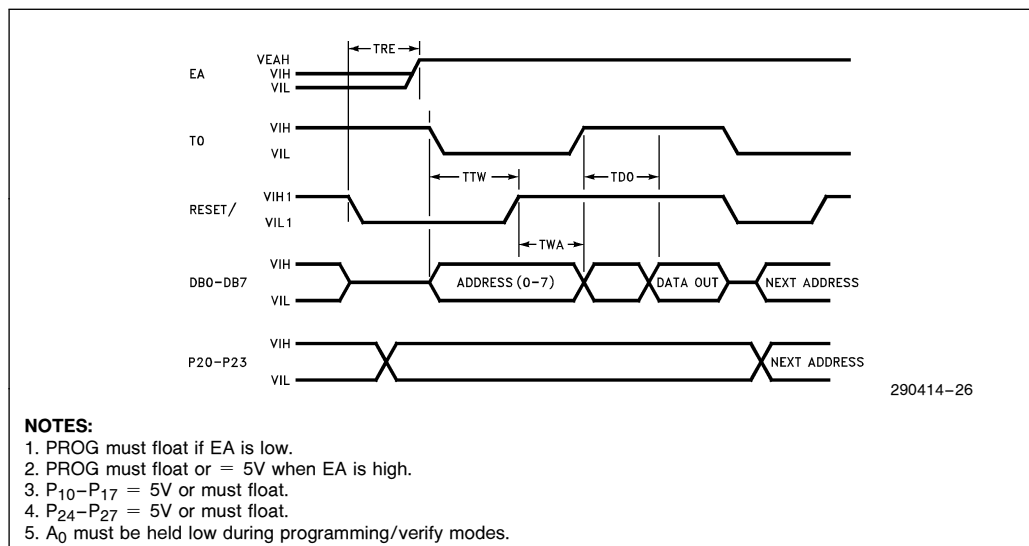 TRE
VEAH
EA
VIH
VIL
VIH
T0
VIL
TTW
TD0
VIH1
RESET/
VIL1
TWA
VIH
DB0-DB7
ADDRESS (0-7)
DATA OUT
NEXT ADDRESS
VIL
VIH
P20-P23
NEXT ADDRESS
VIL
290414–26
NOTES:
1. PROG must float if EA is low.
2. PROG must float or = 5V when EA is high.
3. P10–P17 = 5V or must float.
4. P24–P27 = 5V or must float.
5. A0 must be held low during programming/verify modes.